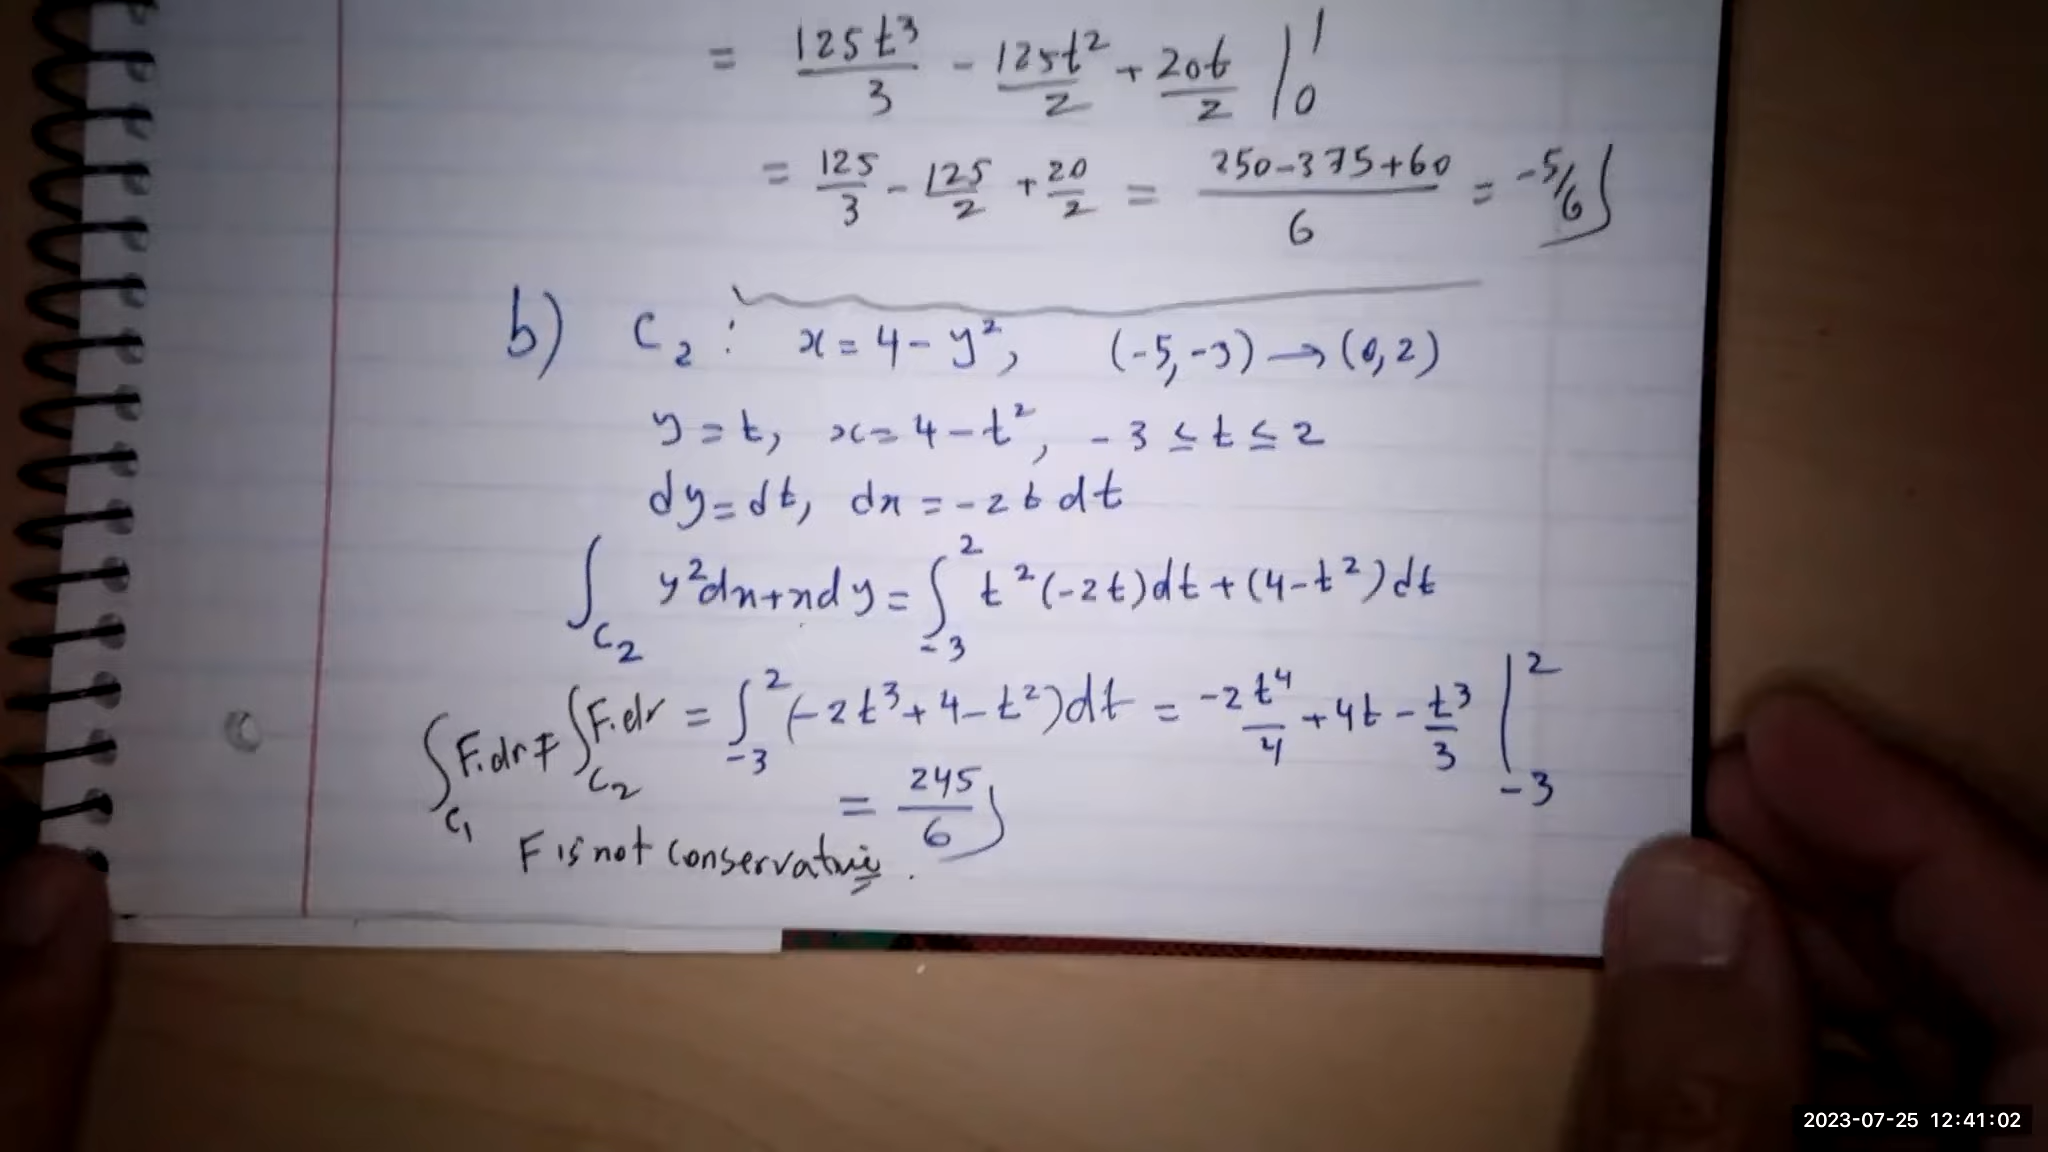 = 125t³/3 - 125t²/2 + 20t/2 |₀¹
= 125/3 - 125/2 + 20/2 = 250-375+60/6 = -5/6
b) C₂ : x = 4 - y², (-5,-3) → (0,2)
y = t, x = 4 - t², -3 ≤ t ≤ 2
dy = dt, dx = -2t dt
∫_C₂ y²dx + xdy = ∫₋₃² t²(-2t)dt + (4-t²)dt
∫_C₁ F.dr ≠ ∫_C₂ F.dr = ∫₋₃² (-2t³+4-t²)dt = -2t⁴/4 + 4t - t³/3 |₋₃²
= 245/6
F is not conservative.
2023-07-25 12:41:02